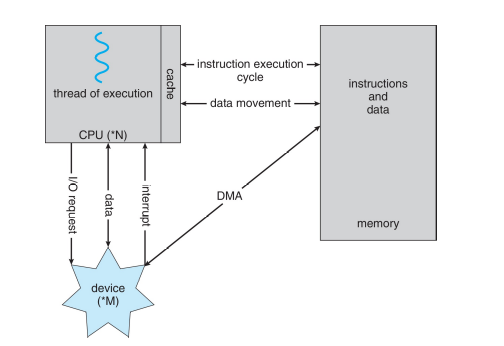 thread of execution
cache
CPU (*N)
instruction execution
cycle
data movement
instructions
and
data
memory
DMA
I/O request
data
interrupt
device
(*M)